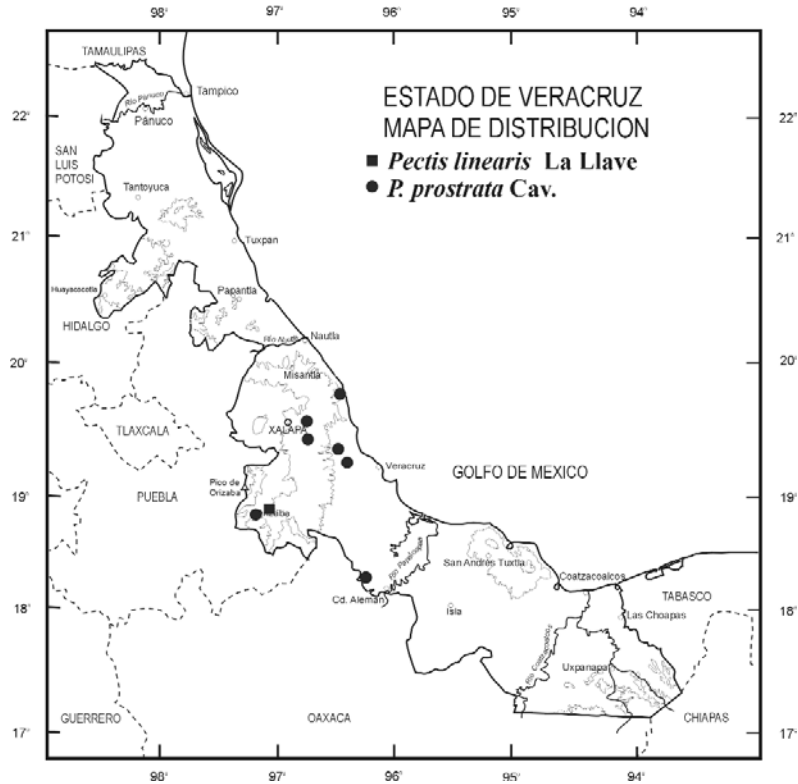 98° 97° 96° 95° 94°
TAMAULIPAS
Río Pánuco
Tampico
22° 22°
Pánuco
ESTADO DE VERACRUZ
MAPA DE DISTRIBUCION
Pectis linearis La Llave
P. prostrata Cav.
SAN
LUIS
POTOSI
Tantoyuca
21° 21°
Tuxpan
Huayacocotla
Papantla
HIDALGO
Nautla
20° 20°
Misantla
XALAPA
TLAXCALA
Veracruz
GOLFO DE MEXICO
Pico de
Orizaba
PUEBLA
19° 19°
Río Papaloapan
San Andrés Tuxtla
Coatzacoalcos
Cd. Alemán
TABASCO
18° 18°
Isla
Las Choapas
Río Coatzacoalcos
Uxpanapa
GUERRERO
OAXACA
CHIAPAS
17° 17°
98° 97° 96° 95° 94°